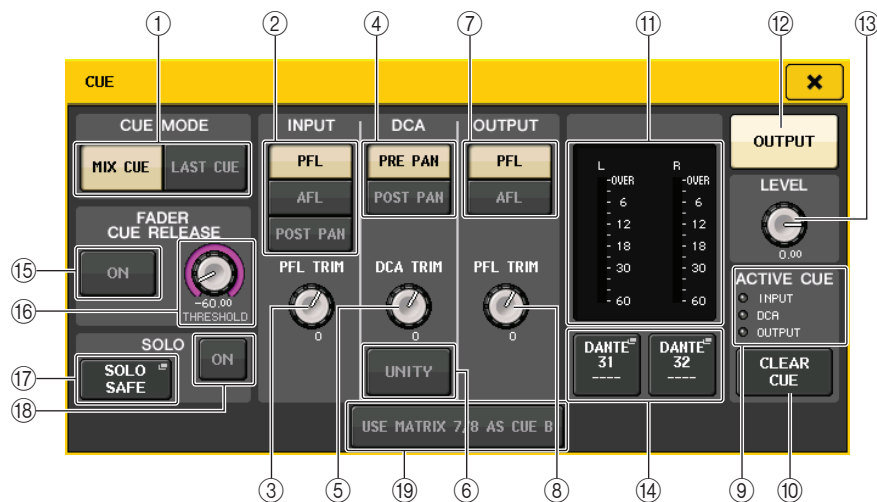 ① ② ④ ⑦ ⑪ ⑫ ⑬
CUE
×
CUE MODE
MIX CUE LAST CUE
FADER
CUE RELEASE
ON
-60.00
THRESHOLD
SOLO
SOLO
SAFE
ON
INPUT
PFL
AFL
POST PAN
PFL TRIM
0
DCA
PRE PAN
POST PAN
DCA TRIM
0
UNITY
OUTPUT
PFL
AFL
PFL TRIM
0
USE MATRIX 7/8 AS CUE B
L R
-OVER -OVER
- 6 - 6
- 12 - 12
- 18 - 18
- 30 - 30
- 60 - 60
DANTE
31
----
DANTE
32
----
OUTPUT
LEVEL
0.00
ACTIVE CUE
INPUT
DCA
OUTPUT
CLEAR
CUE
⑮
⑯
⑰
⑱
③ ⑤ ⑲ ⑥ ⑧ ⑭ ⑨ ⑩